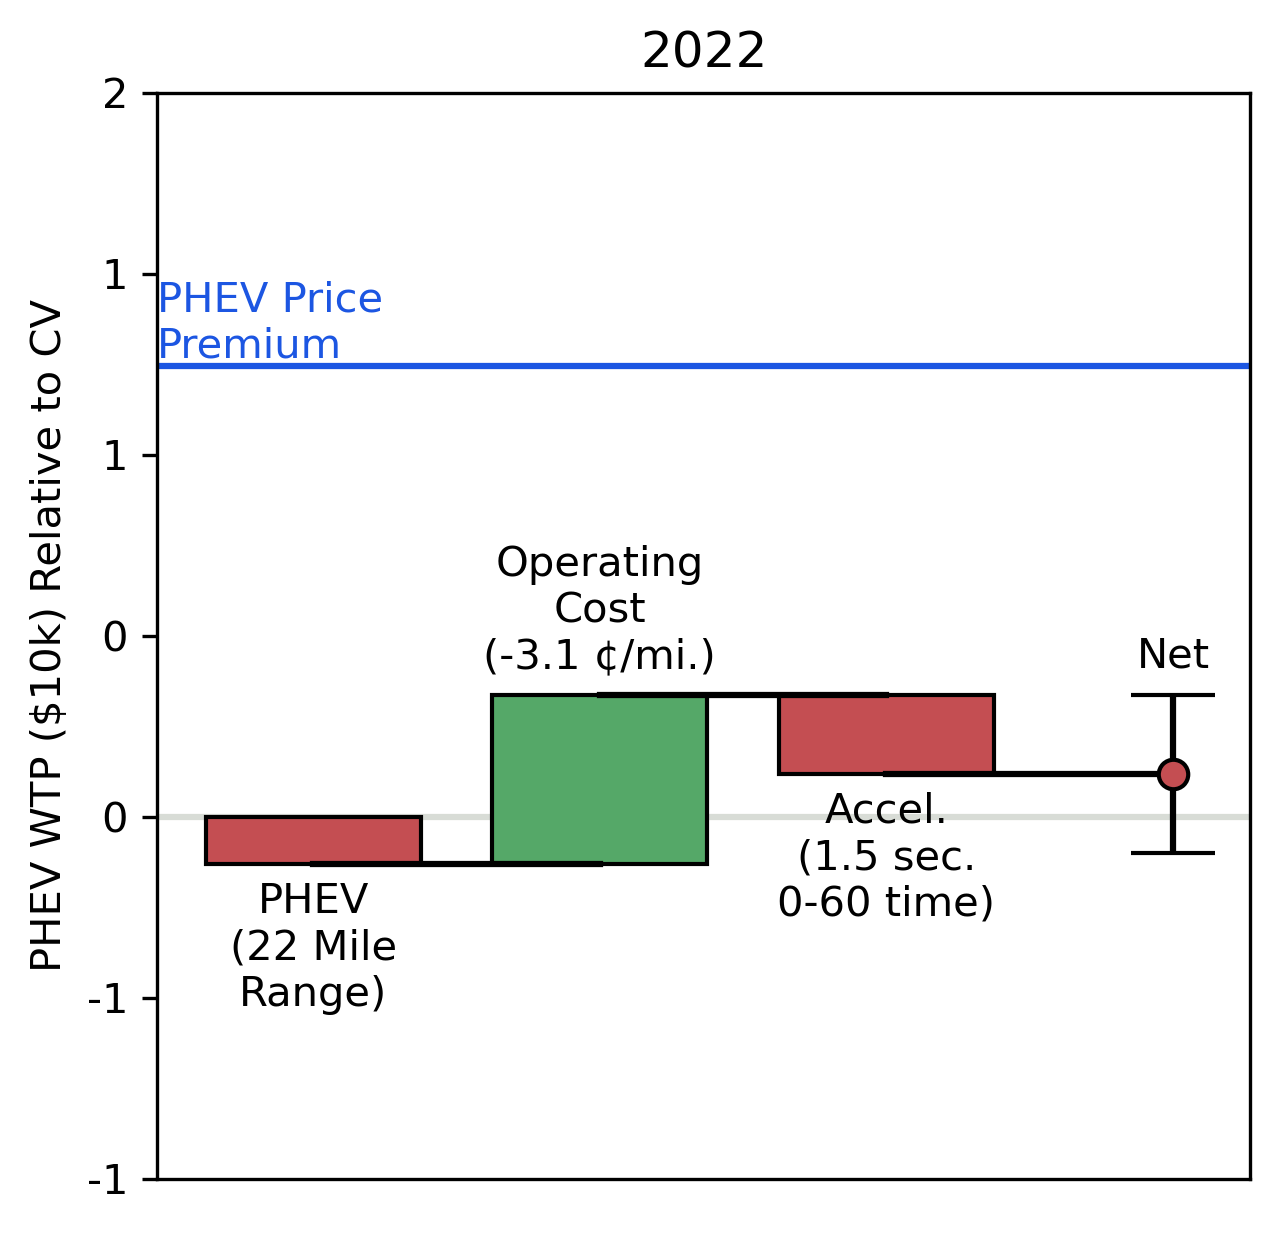 2022
PHEV WTP ($10k) Relative to CV
2
1
1
0
0
-1
-1
PHEV Price
Premium
Operating
Cost
(-3.1 ¢/mi.)
Net
Accel.
(1.5 sec.
0-60 time)
PHEV
(22 Mile
Range)